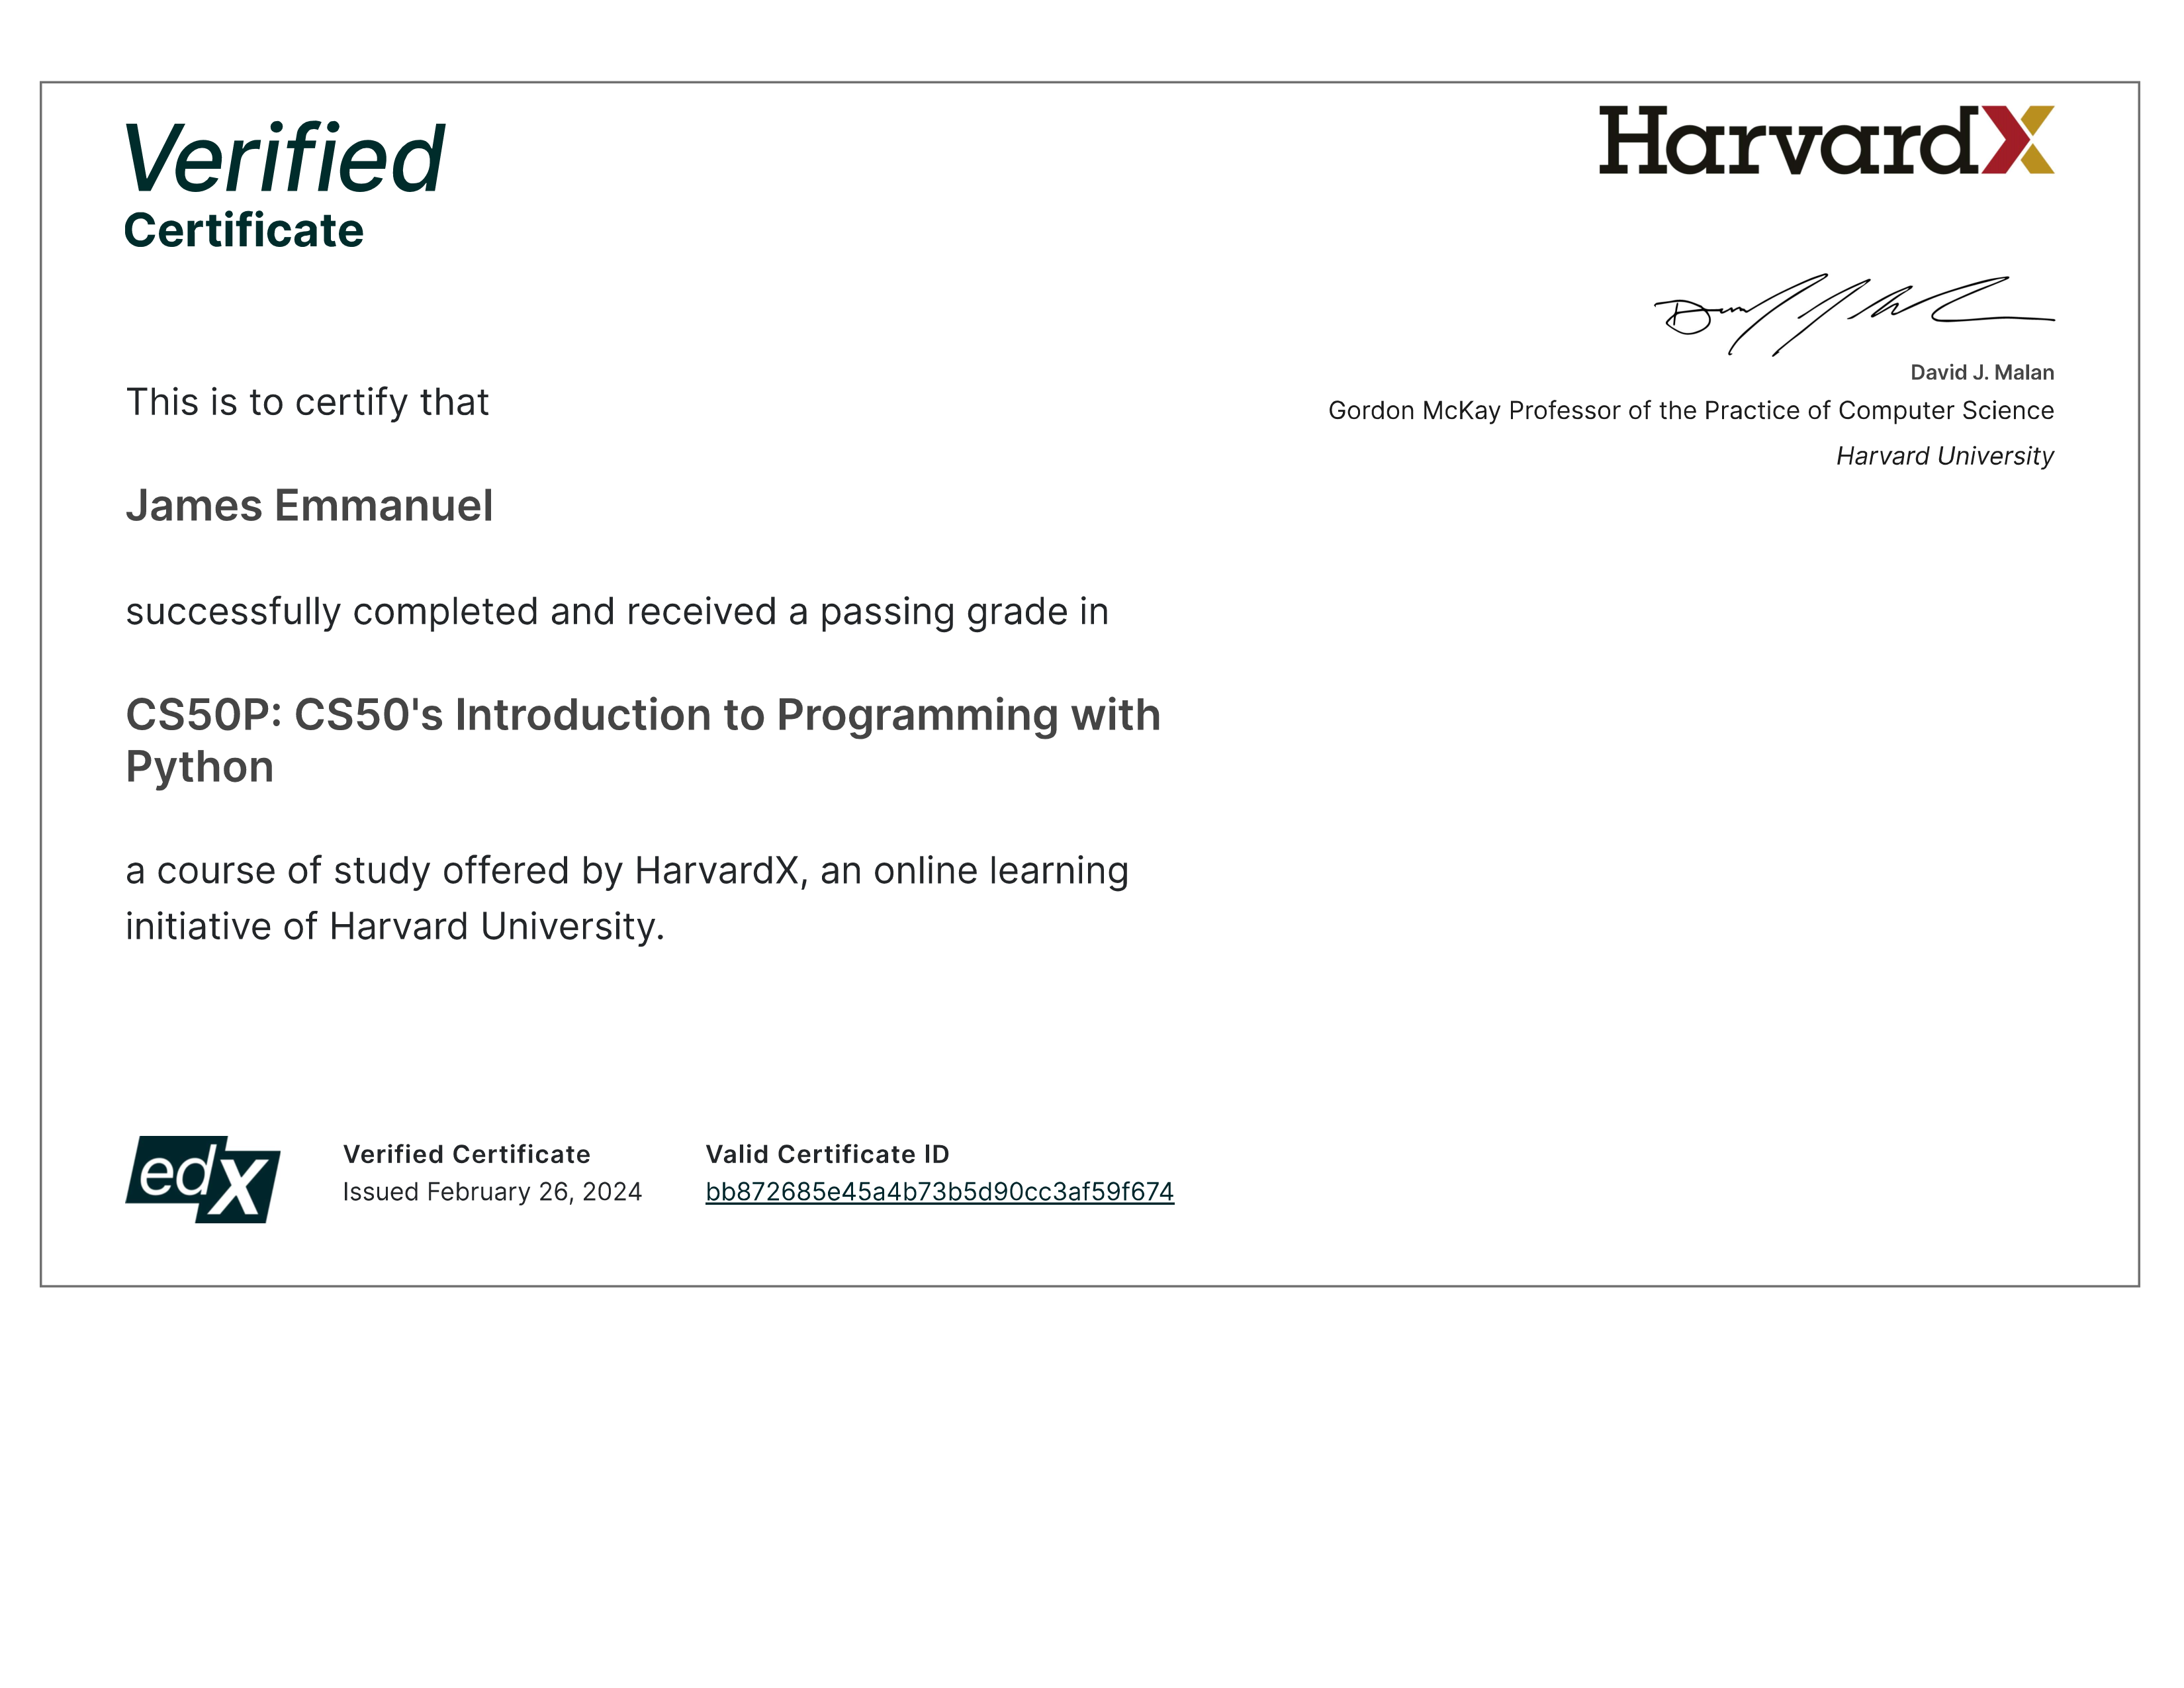 Verified
Certificate
HarvardX
David J. Malan
Gordon McKay Professor of the Practice of Computer Science
Harvard University
This is to certify that
James Emmanuel
successfully completed and received a passing grade in
CS50P: CS50's Introduction to Programming with
Python
a course of study offered by HarvardX, an online learning
initiative of Harvard University.
edX
Verified Certificate
Issued February 26, 2024
Valid Certificate ID
bb872685e45a4b73b5d90cc3af59f674